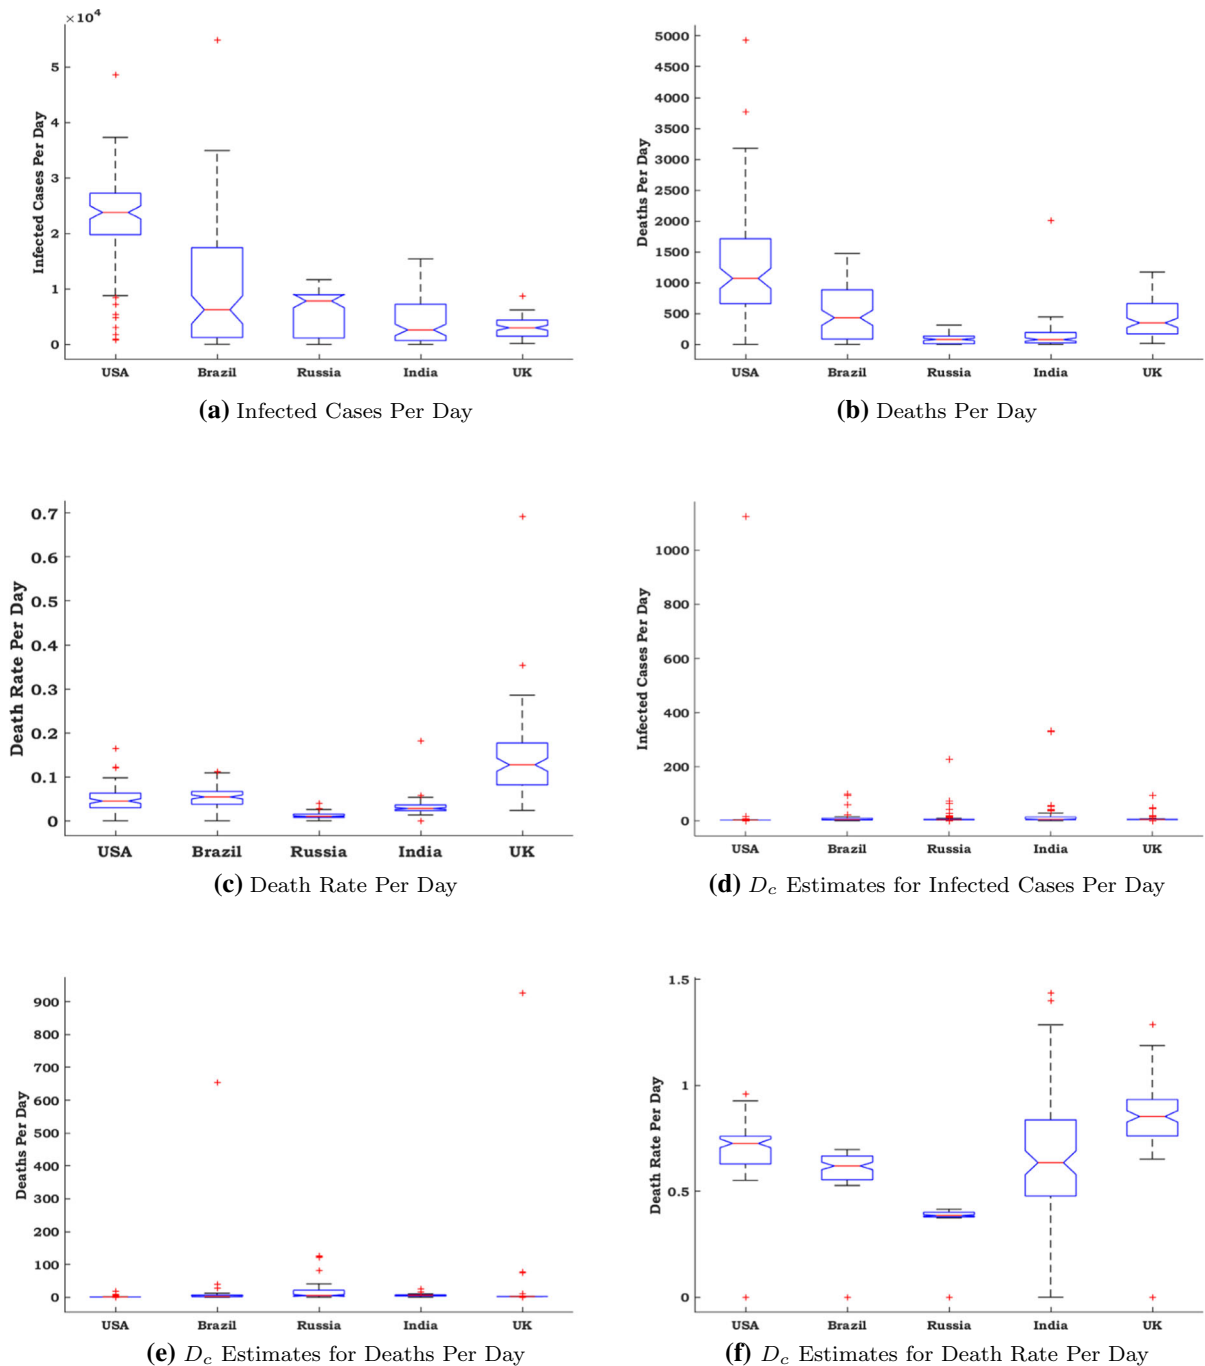 ×10⁴
5
4
3
2
1
0
Infected Cases Per Day
USA Brazil Russia India UK
(a) Infected Cases Per Day
5000
4500
4000
3500
3000
2500
2000
1500
1000
500
0
Deaths Per Day
USA Brazil Russia India UK
(b) Deaths Per Day
0.7
0.6
0.5
0.4
0.3
0.2
0.1
0
Death Rate Per Day
USA Brazil Russia India UK
(c) Death Rate Per Day
1000
800
600
400
200
0
Infected Cases Per Day
USA Brazil Russia India UK
(d) D_c Estimates for Infected Cases Per Day
900
800
700
600
500
400
300
200
100
0
Deaths Per Day
USA Brazil Russia India UK
(e) D_c Estimates for Deaths Per Day
1.5
1
0.5
0
Death Rate Per Day
USA Brazil Russia India UK
(f) D_c Estimates for Death Rate Per Day